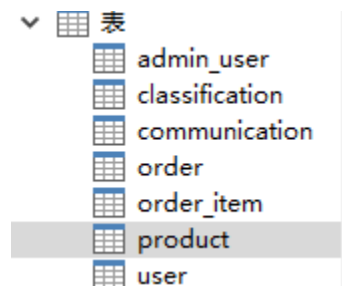 表
admin_user
classification
communication
order
order_item
product
user